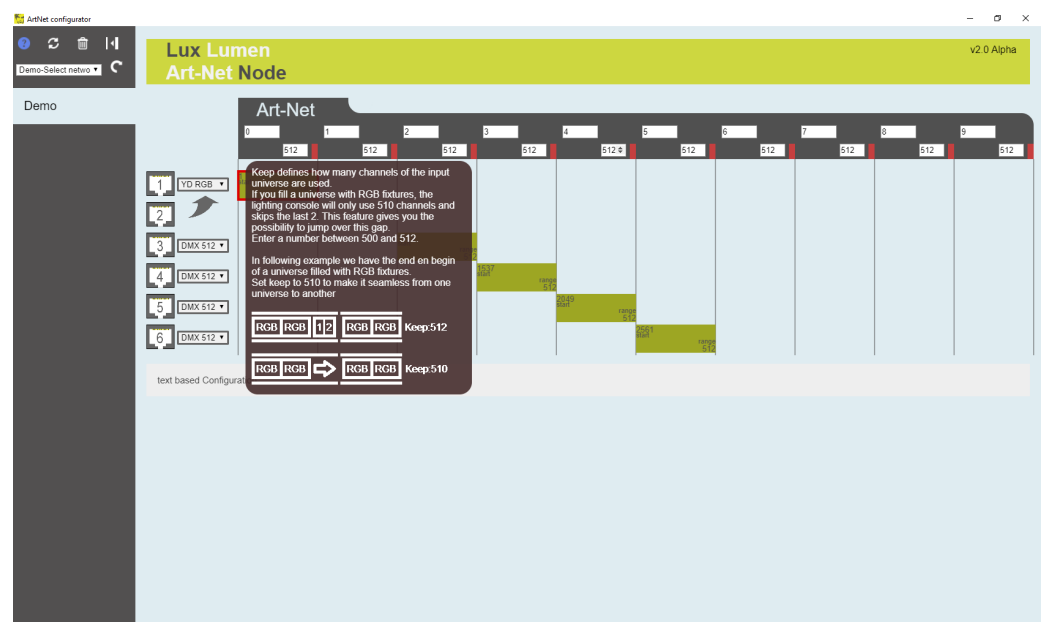 ArtNet configurator
Demo-Select netwo
Demo
Lux Lumen
Art-Net Node
v2.0 Alpha
Art-Net
0 1 2 3 4 5 6 7 8 9
512 512 512 512 512 512 512 512 512 512
1 YD RGB
2
3 DMX 512
4 DMX 512
5 DMX 512
6 DMX 512
Keep defines how many channels of the input
universe are used.
If you fill a universe with RGB fixtures, the
lighting console will only use 510 channels and
skips the last 2. This feature gives you the
possibility to jump over this gap.
Enter a number between 500 and 512.
In following example we have the end en begin
of a universe filled with RGB fixtures.
Set keep to 510 to make it seamless from one
universe to another
RGB RGB 1 2 RGB RGB Keep:512
RGB RGB RGB RGB Keep:510
1537
start
range
512
2049
start
range
512
2561
start
range
512
text based Configurat